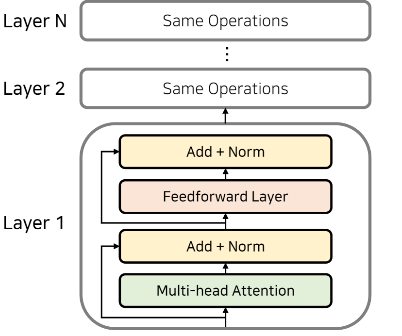 Layer N
Same Operations
⋮
Layer 2
Same Operations
Add + Norm
Feedforward Layer
Layer 1
Add + Norm
Multi-head Attention